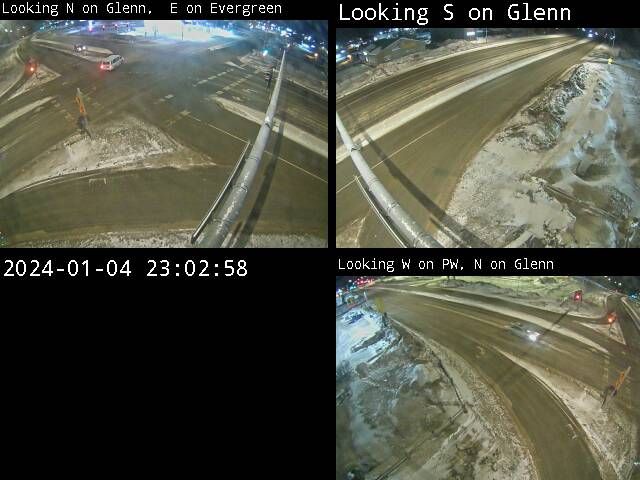 Looking N on Glenn,  E on Evergreen
Looking S on Glenn
2024-01-04 23:02:58
Looking W on PW, N on Glenn